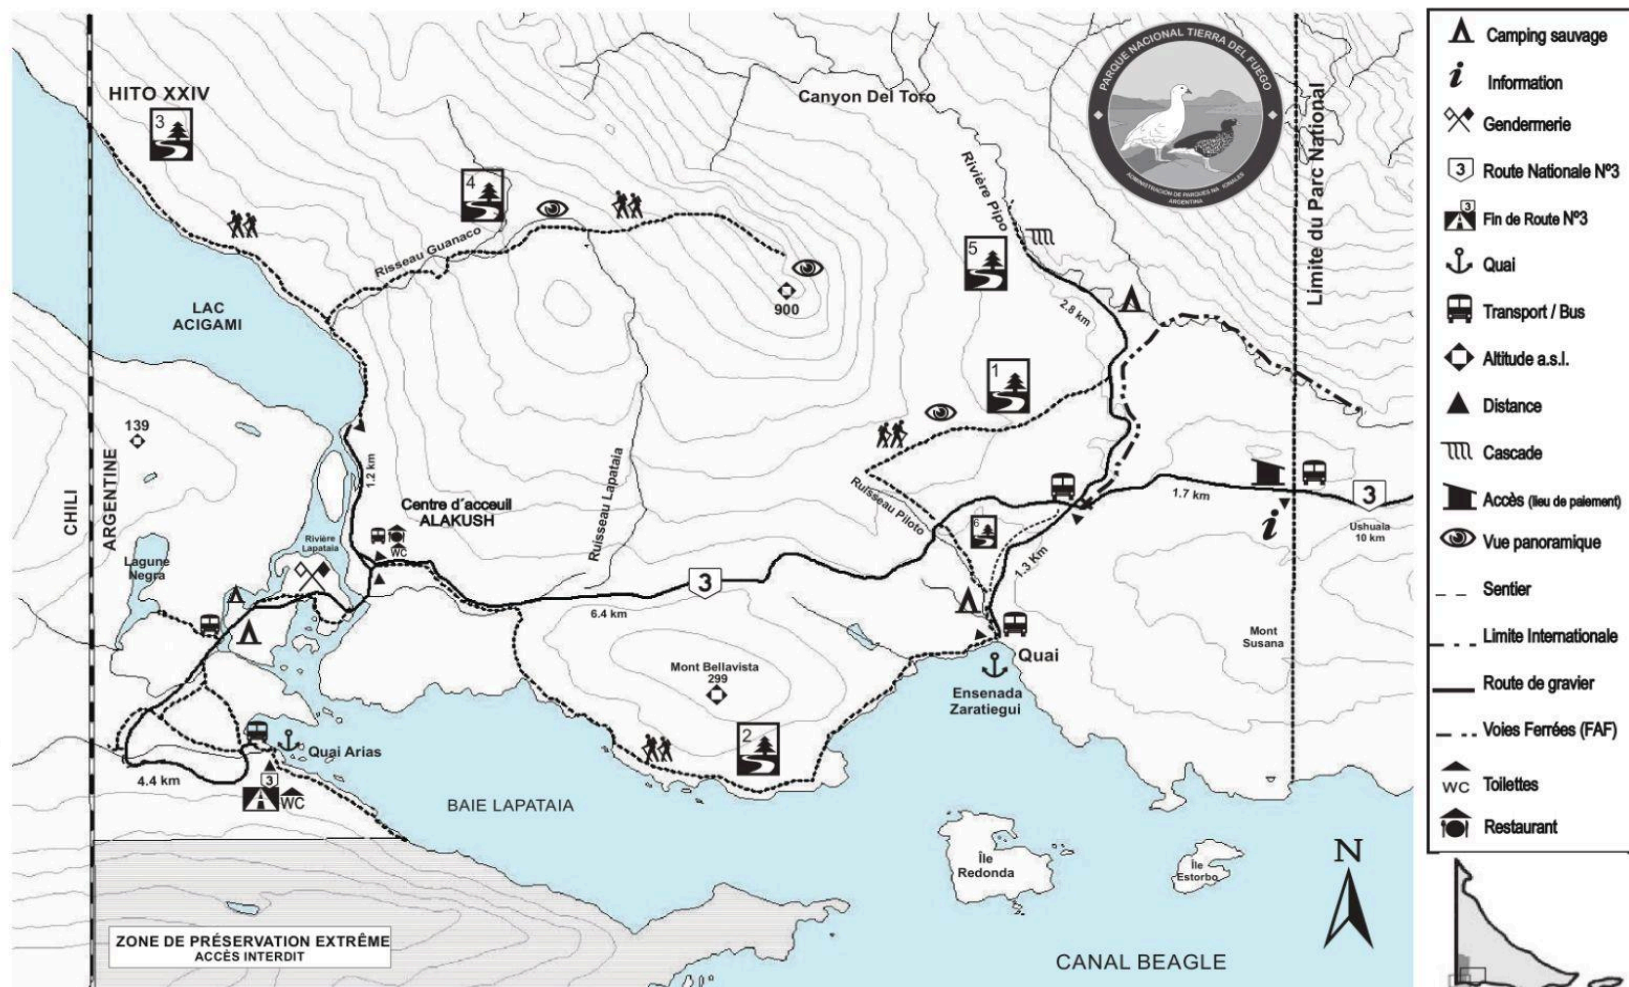 HITO XXIV
3
4
Canyon Del Toro
PARQUE NACIONAL TIERRA DEL FUEGO
ADMINISTRACION DE PARQUES NA IONALES
ARGENTINA
Limite du Parc National
Rivière Pipo
Risseau Guanaco
5
LAC
ACIGAMI
900
2.8 km
1
139
CHILI
ARGENTINE
1.2 km
Centre d´acceuil
ALAKUSH
Ruisseau Lapataia
Ruisseau Piloto
6
1.7 km
3
Ushuaia
10 km
Lagune
Negra
Rivière
Lapataia
WC
3
6.4 km
1.3 Km
Mont
Susana
Mont Bellavista
299
Quai
Ensenada
Zaratiegui
2
Quai Arias
4.4 km
3
WC
BAIE LAPATAIA
Île
Redonda
Île
Estorbo
N
ZONE DE PRÉSERVATION EXTRÊME
ACCÈS INTERDIT
CANAL BEAGLE
Camping sauvage
Information
Gendermerie
3 Route Nationale Nº3
3 Fin de Route Nº3
Quai
Transport / Bus
Altitude a.s.l.
Distance
Cascade
Accès (lieu de paiement)
Vue panoramique
Sentier
Limite Internationale
Route de gravier
Voies Ferrées (FAF)
WC Toilettes
Restaurant